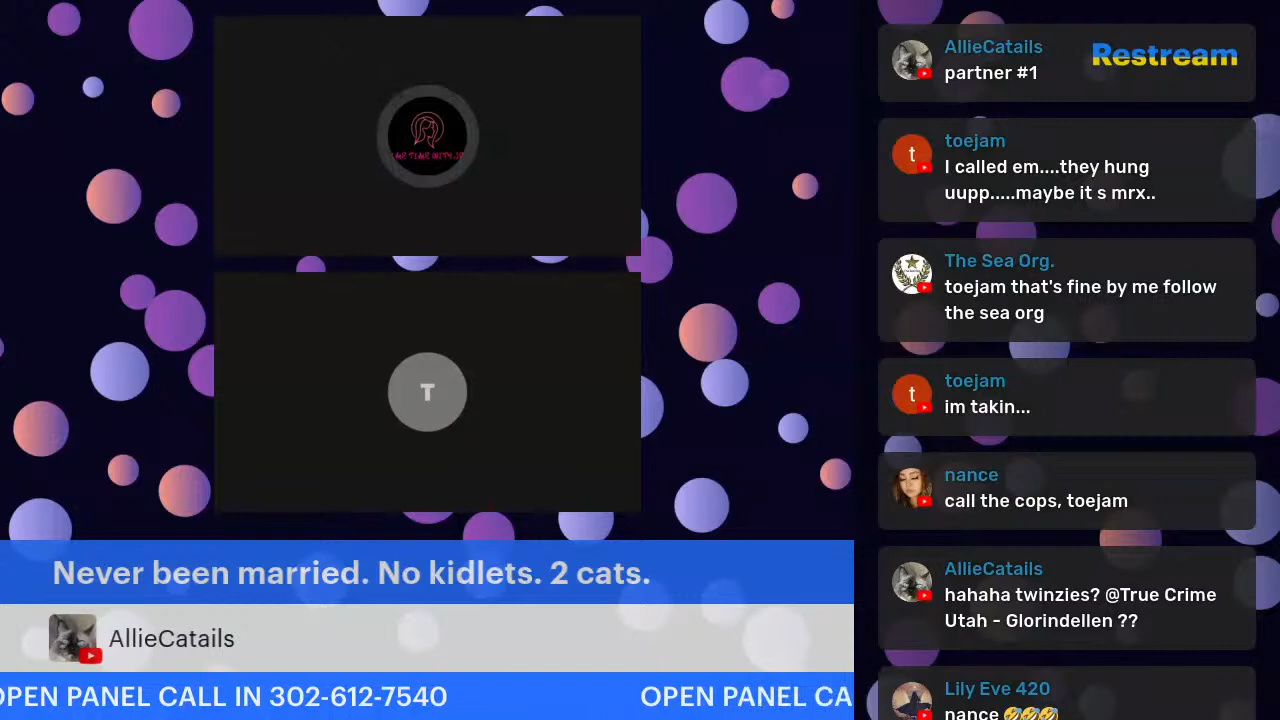 T
Never been married. No kidlets. 2 cats.
AllieCatails
OPEN PANEL CALL IN 302-612-7540
OPEN PANEL CA
Restream
AllieCatails
partner #1
t
toejam
I called em....they hung
uupp.....maybe it s mrx..
The Sea Org.
toejam that's fine by me follow
the sea org
t
toejam
im takin...
nance
call the cops, toejam
AllieCatails
hahaha twinzies? @True Crime
Utah - Glorindellen ??
Lily Eve 420
nance 🤣🤣🤣